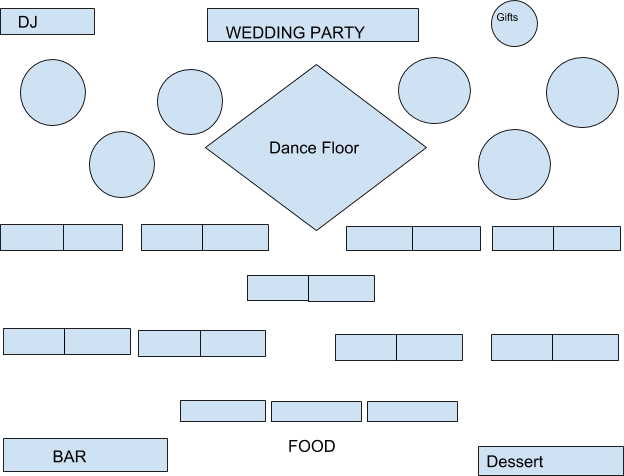 DJ
WEDDING PARTY
Gifts
Dance Floor
FOOD
BAR
Dessert